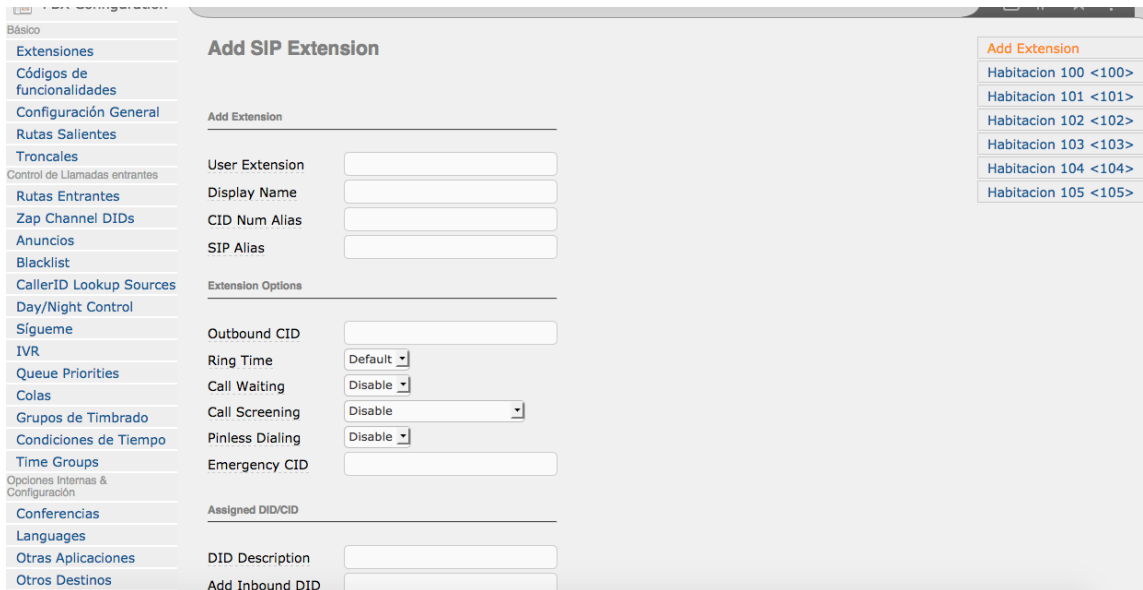 PBX Configuration
Básico
Extensiones
Códigos de
funcionalidades
Configuración General
Rutas Salientes
Troncales
Control de Llamadas entrantes
Rutas Entrantes
Zap Channel DIDs
Anuncios
Blacklist
CallerID Lookup Sources
Day/Night Control
Sígueme
IVR
Queue Priorities
Colas
Grupos de Timbrado
Condiciones de Tiempo
Time Groups
Opciones Internas &
Configuración
Conferencias
Languages
Otras Aplicaciones
Otros Destinos
Add SIP Extension
Add Extension
User Extension
Display Name
CID Num Alias
SIP Alias
Extension Options
Outbound CID
Ring Time Default
Call Waiting Disable
Call Screening Disable
Pinless Dialing Disable
Emergency CID
Assigned DID/CID
DID Description
Add Inbound DID
Add Extension
Habitacion 100 <100>
Habitacion 101 <101>
Habitacion 102 <102>
Habitacion 103 <103>
Habitacion 104 <104>
Habitacion 105 <105>